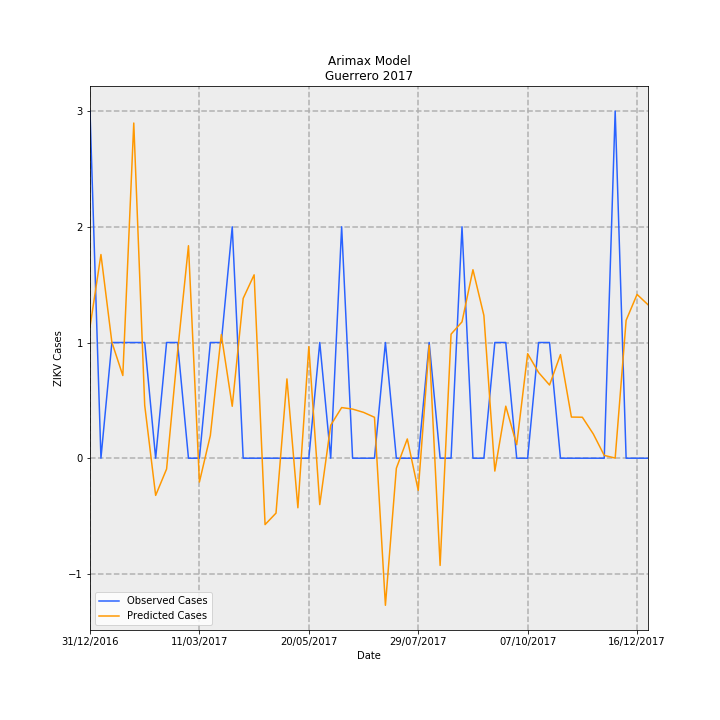 Arimax Model
Guerrero 2017
3
2
1
0
−1
ZIKV Cases
Observed Cases
Predicted Cases
31/12/2016 11/03/2017 20/05/2017 29/07/2017 07/10/2017 16/12/2017
Date